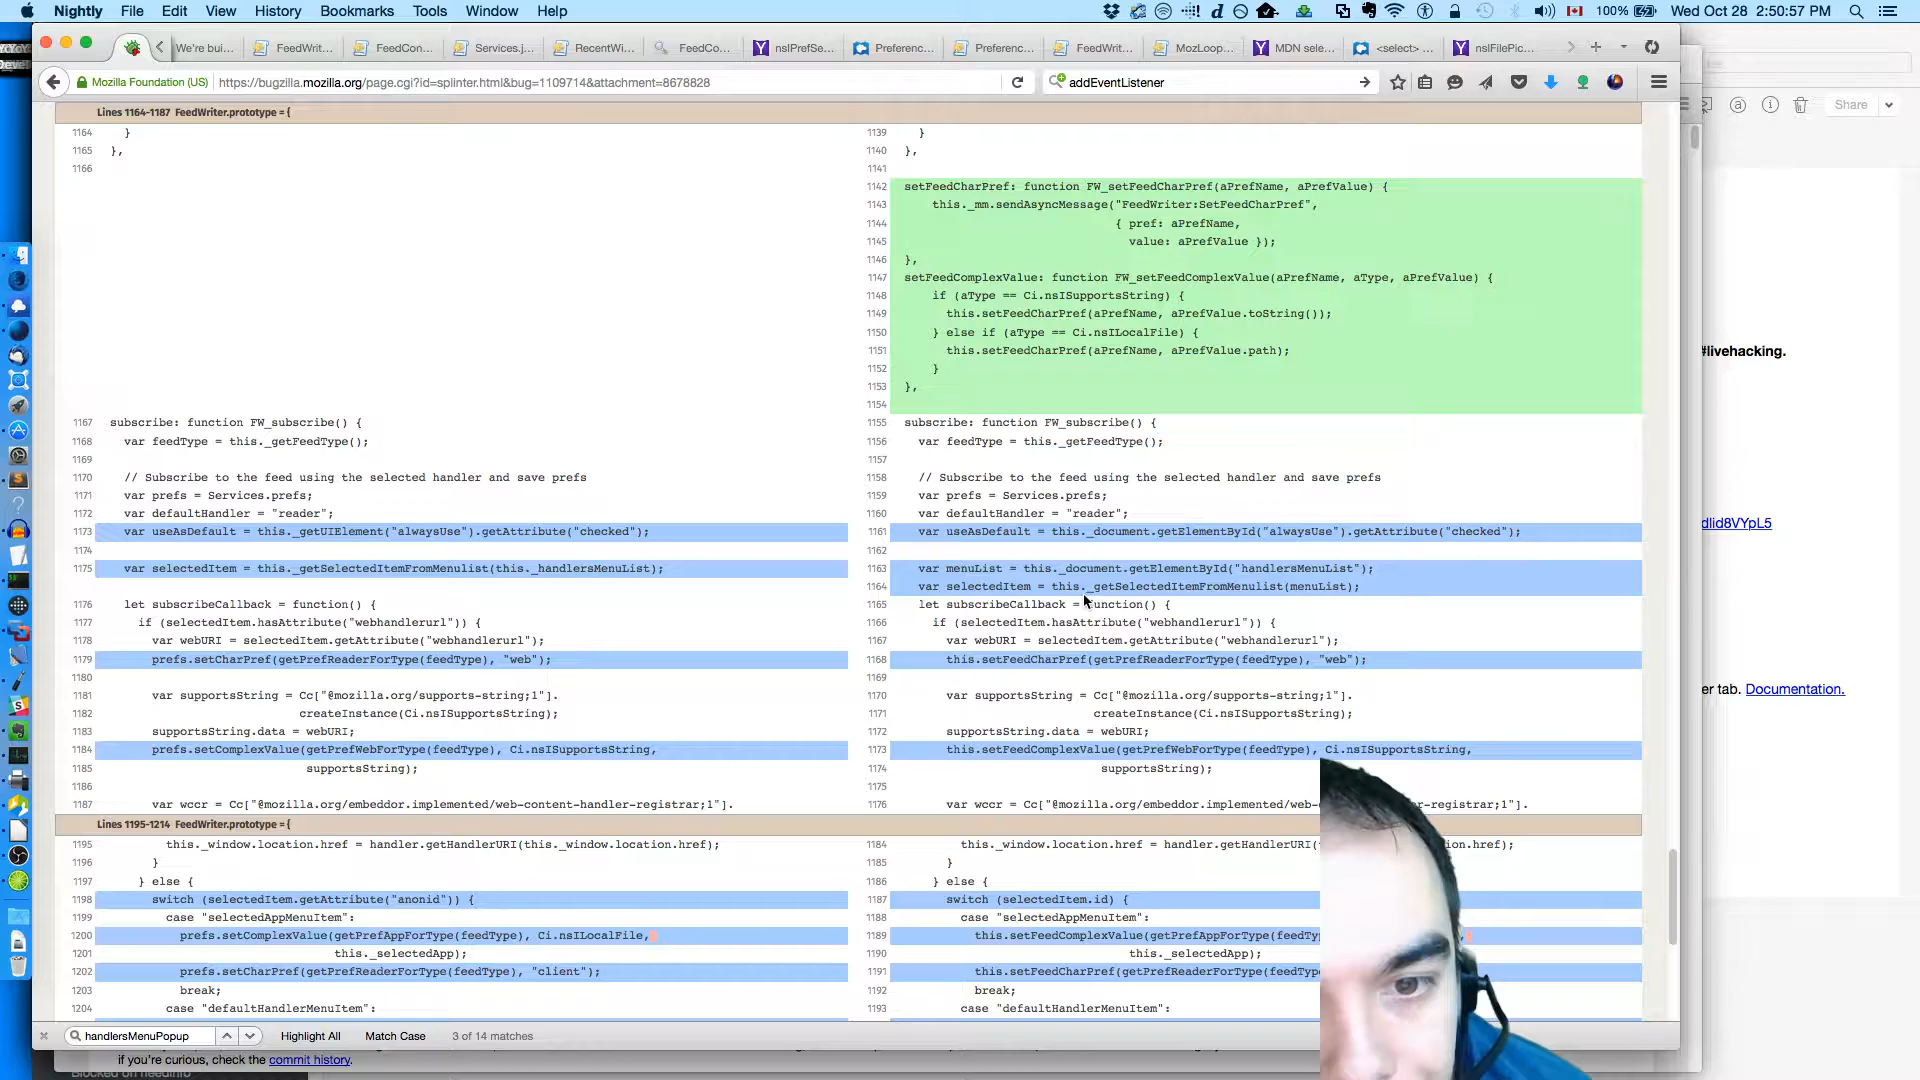 Nightly File Edit View History Bookmarks Tools Window Help 100% Wed Oct 28 2:50:57 PM
We're bui... FeedWrit... FeedCon... Services.j... RecentWi... FeedCo... nsIPrefSe... Preferenc... Preferenc... FeedWrit... MozLoop... MDN sele... <select> ... nsIFilePic...
Mozilla Foundation (US) https://bugzilla.mozilla.org/page.cgi?id=splinter.html&bug=1109714&attachment=8678828 addEventListener
Share
Lines 1164-1187 FeedWriter.prototype = {
1164 } 1139 }
1165 }, 1140 },
1166 1141
1142 setFeedCharPref: function FW_setFeedCharPref(aPrefName, aPrefValue) {
1143 this._mm.sendAsyncMessage("FeedWriter:SetFeedCharPref",
1144 { pref: aPrefName,
1145 value: aPrefValue });
1146 },
1147 setFeedComplexValue: function FW_setFeedComplexValue(aPrefName, aType, aPrefValue) {
1148 if (aType == Ci.nsISupportsString) {
1149 this.setFeedCharPref(aPrefName, aPrefValue.toString());
1150 } else if (aType == Ci.nsILocalFile) {
1151 this.setFeedCharPref(aPrefName, aPrefValue.path);
1152 }
1153 },
1154
1167 subscribe: function FW_subscribe() { 1155 subscribe: function FW_subscribe() {
1168 var feedType = this._getFeedType(); 1156 var feedType = this._getFeedType();
1169 1157
1170 // Subscribe to the feed using the selected handler and save prefs 1158 // Subscribe to the feed using the selected handler and save prefs
1171 var prefs = Services.prefs; 1159 var prefs = Services.prefs;
1172 var defaultHandler = "reader"; 1160 var defaultHandler = "reader";
1173 var useAsDefault = this._getUIElement("alwaysUse").getAttribute("checked"); 1161 var useAsDefault = this._document.getElementById("alwaysUse").getAttribute("checked");
1174 1162
1175 var selectedItem = this._getSelectedItemFromMenulist(this._handlersMenuList); 1163 var menuList = this._document.getElementById("handlersMenuList");
1164 var selectedItem = this._getSelectedItemFromMenulist(menuList);
1176 let subscribeCallback = function() { 1165 let subscribeCallback = function() {
1177 if (selectedItem.hasAttribute("webhandlerurl")) { 1166 if (selectedItem.hasAttribute("webhandlerurl")) {
1178 var webURI = selectedItem.getAttribute("webhandlerurl"); 1167 var webURI = selectedItem.getAttribute("webhandlerurl");
1179 prefs.setCharPref(getPrefReaderForType(feedType), "web"); 1168 this.setFeedCharPref(getPrefReaderForType(feedType), "web");
1180 1169
1181 var supportsString = Cc["@mozilla.org/supports-string;1"]. 1170 var supportsString = Cc["@mozilla.org/supports-string;1"].
1182 createInstance(Ci.nsISupportsString); 1171 createInstance(Ci.nsISupportsString);
1183 supportsString.data = webURI; 1172 supportsString.data = webURI;
1184 prefs.setComplexValue(getPrefWebForType(feedType), Ci.nsISupportsString, 1173 this.setFeedComplexValue(getPrefWebForType(feedType), Ci.nsISupportsString,
1185 supportsString); 1174 supportsString);
1186 1175
1187 var wccr = Cc["@mozilla.org/embeddor.implemented/web-content-handler-registrar;1"]. 1176 var wccr = Cc["@mozilla.org/embeddor.implemented/web- r-registrar;1"].
Lines 1195-1214 FeedWriter.prototype = {
1195 this._window.location.href = handler.getHandlerURI(this._window.location.href); 1184 this._window.location.href = handler.getHandlerURI(th ow.location.href);
1196 } 1185 }
1197 } else { 1186 } else {
1198 switch (selectedItem.getAttribute("anonid")) { 1187 switch (selectedItem.id) {
1199 case "selectedAppMenuItem": 1188 case "selectedAppMenuItem":
1200 prefs.setComplexValue(getPrefAppForType(feedType), Ci.nsILocalFile, 1189 this.setFeedComplexValue(getPrefAppForType(feedTyp
1201 this._selectedApp); 1190 this._selectedApp);
1202 prefs.setCharPref(getPrefReaderForType(feedType), "client"); 1191 this.setFeedCharPref(getPrefReaderForType(feedType
1203 break; 1192 break;
1204 case "defaultHandlerMenuItem": 1193 case "defaultHandlerMenuItem":
handlersMenuPopup Highlight All Match Case 3 of 14 matches
if you're curious, check the commit history.
Blocked on needinfo
#livehacking.
dlid8VYpL5
er tab. Documentation.